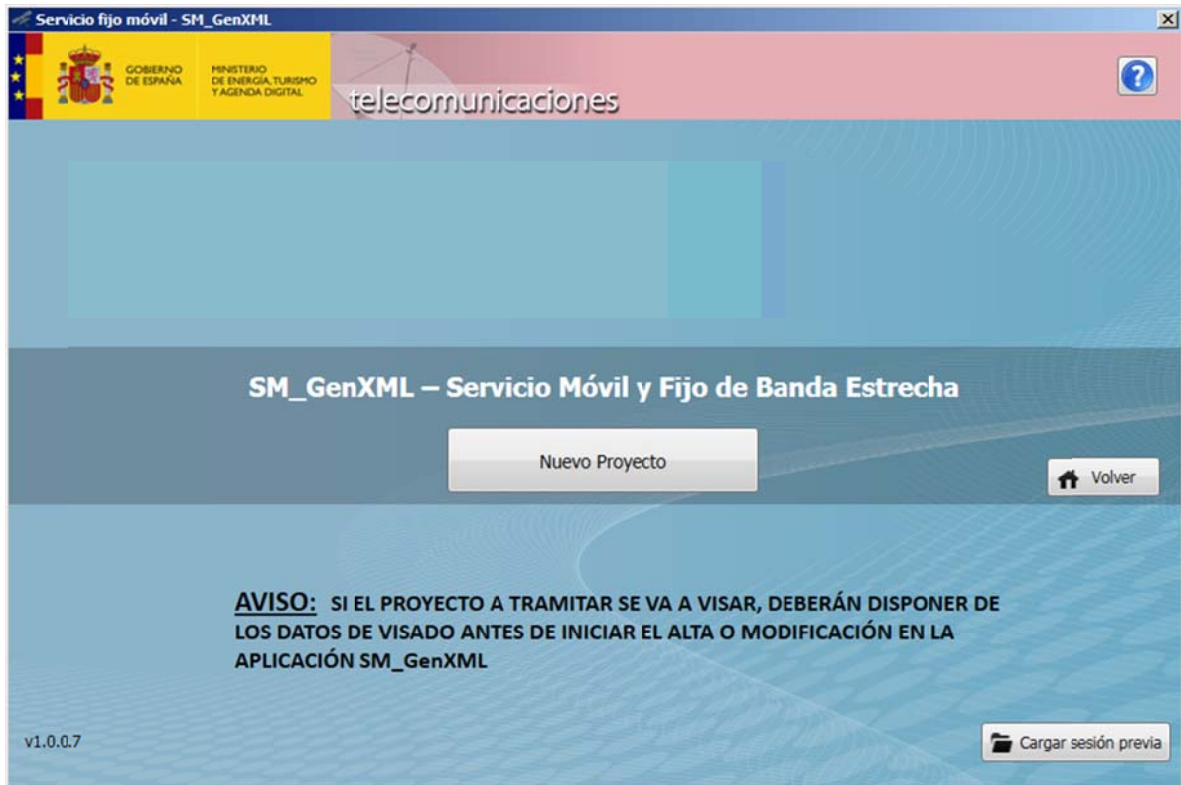 Servicio fijo móvil - SM_GenXML
GOBIERNO
DE ESPAÑA
MINISTERIO
DE ENERGÍA, TURISMO
Y AGENDA DIGITAL
telecomunicaciones
?
SM_GenXML – Servicio Móvil y Fijo de Banda Estrecha
Nuevo Proyecto
Volver
AVISO: SI EL PROYECTO A TRAMITAR SE VA A VISAR, DEBERÁN DISPONER DE
LOS DATOS DE VISADO ANTES DE INICIAR EL ALTA O MODIFICACIÓN EN LA
APLICACIÓN SM_GenXML
v1.0.0.7
Cargar sesión previa